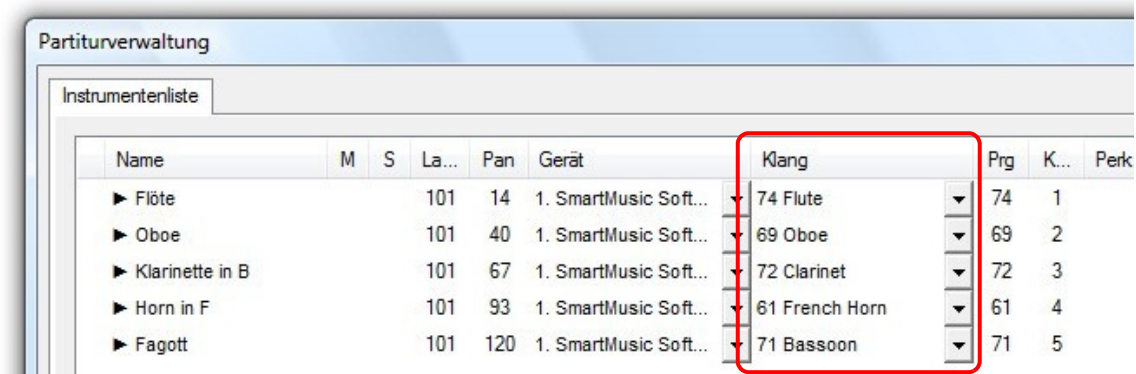 Partiturverwaltung
Instrumentenliste
Name M S La... Pan Gerät Klang Prg K... Perk
Flöte 101 14 1. SmartMusic Soft... 74 Flute 74 1
Oboe 101 40 1. SmartMusic Soft... 69 Oboe 69 2
Klarinette in B 101 67 1. SmartMusic Soft... 72 Clarinet 72 3
Horn in F 101 93 1. SmartMusic Soft... 61 French Horn 61 4
Fagott 101 120 1. SmartMusic Soft... 71 Bassoon 71 5